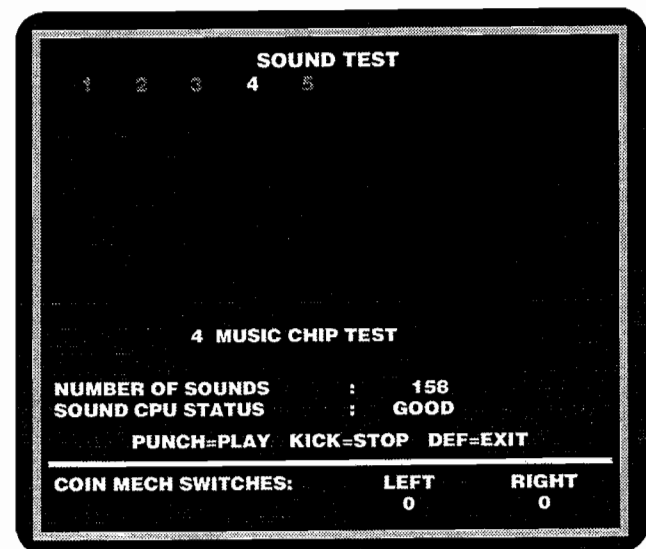 SOUND TEST
1 2 3 4 5
4 MUSIC CHIP TEST
NUMBER OF SOUNDS : 158
SOUND CPU STATUS : GOOD
PUNCH=PLAY KICK=STOP DEF=EXIT
COIN MECH SWITCHES: LEFT RIGHT
0 0